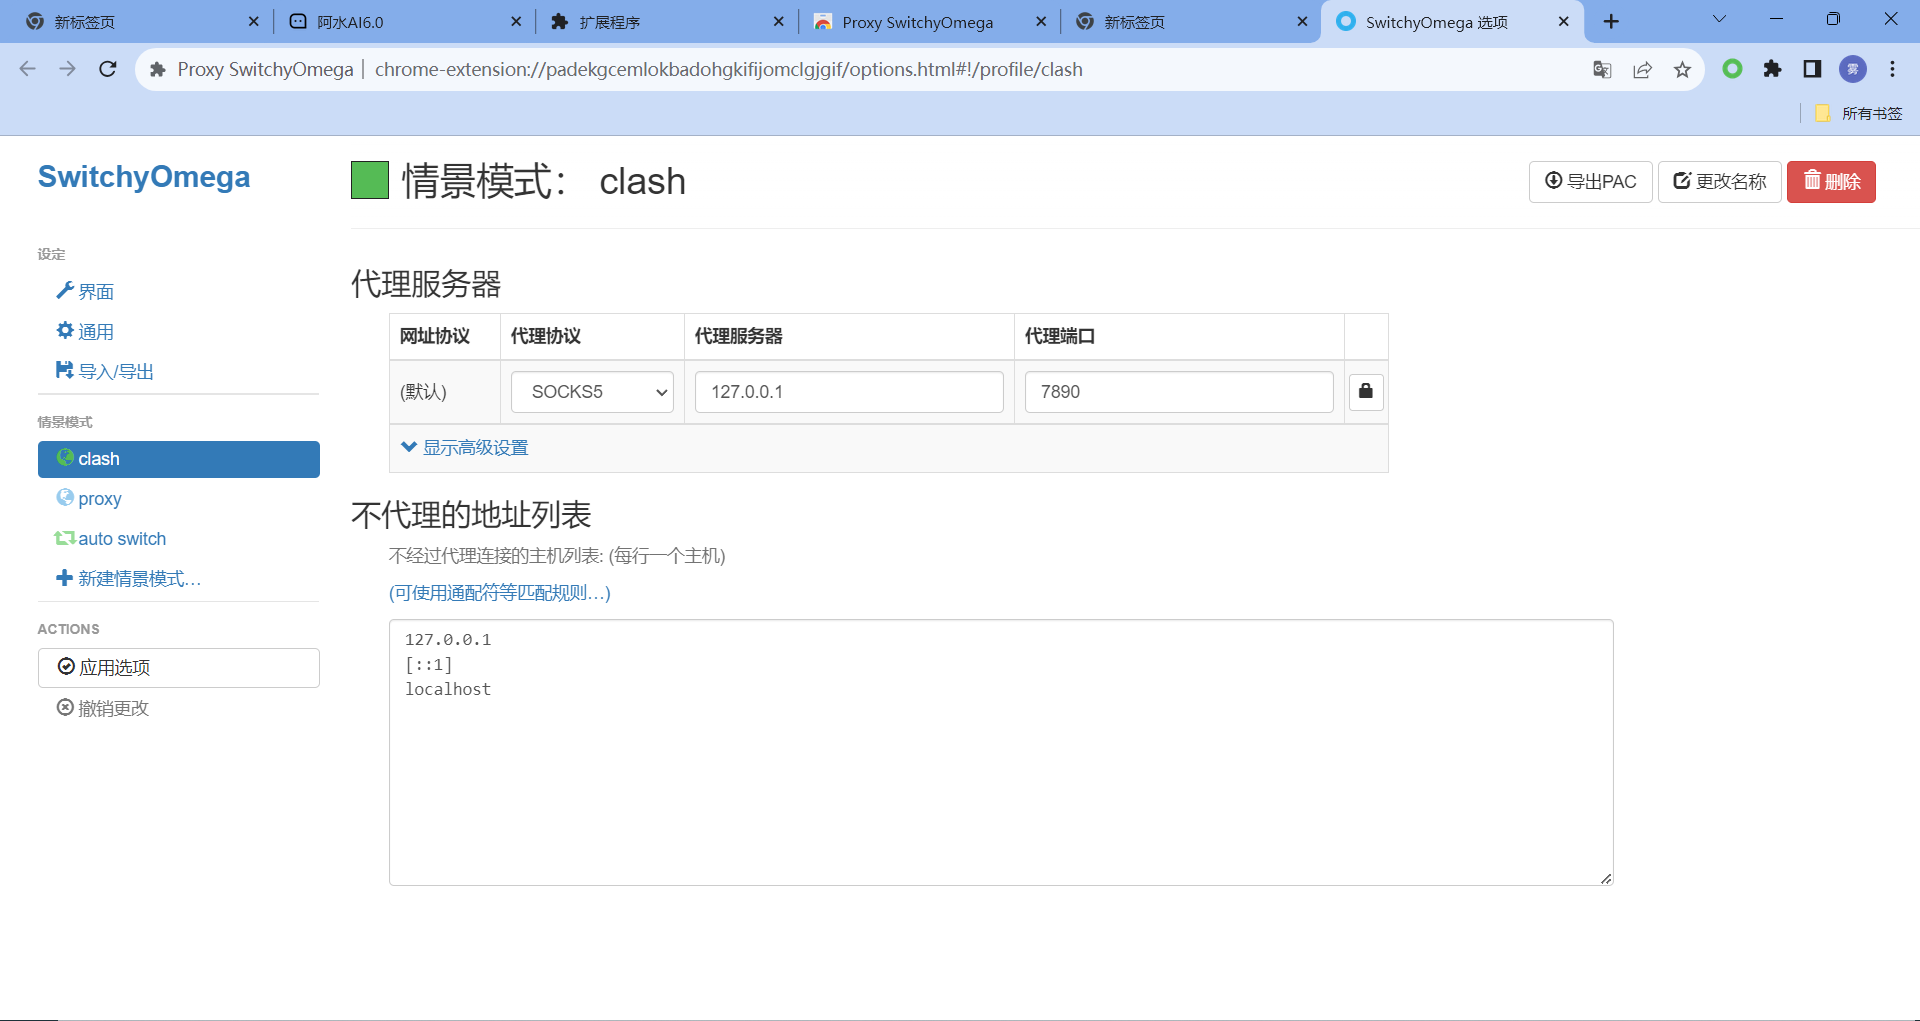 新标签页
阿水AI6.0
扩展程序
Proxy SwitchyOmega
新标签页
SwitchyOmega 选项
Proxy SwitchyOmega
chrome-extension://padekgcemlokbadohgkifijomclgjgif/options.html#!/profile/clash
雾
所有书签
SwitchyOmega
设定
界面
通用
导入/导出
情景模式
clash
proxy
auto switch
新建情景模式…
ACTIONS
应用选项
撤销更改
情景模式： clash
导出PAC
更改名称
删除
代理服务器
网址协议 代理协议 代理服务器 代理端口
(默认) SOCKS5 127.0.0.1 7890
显示高级设置
不代理的地址列表
不经过代理连接的主机列表: (每行一个主机)
(可使用通配符等匹配规则…)
127.0.0.1
[::1]
localhost